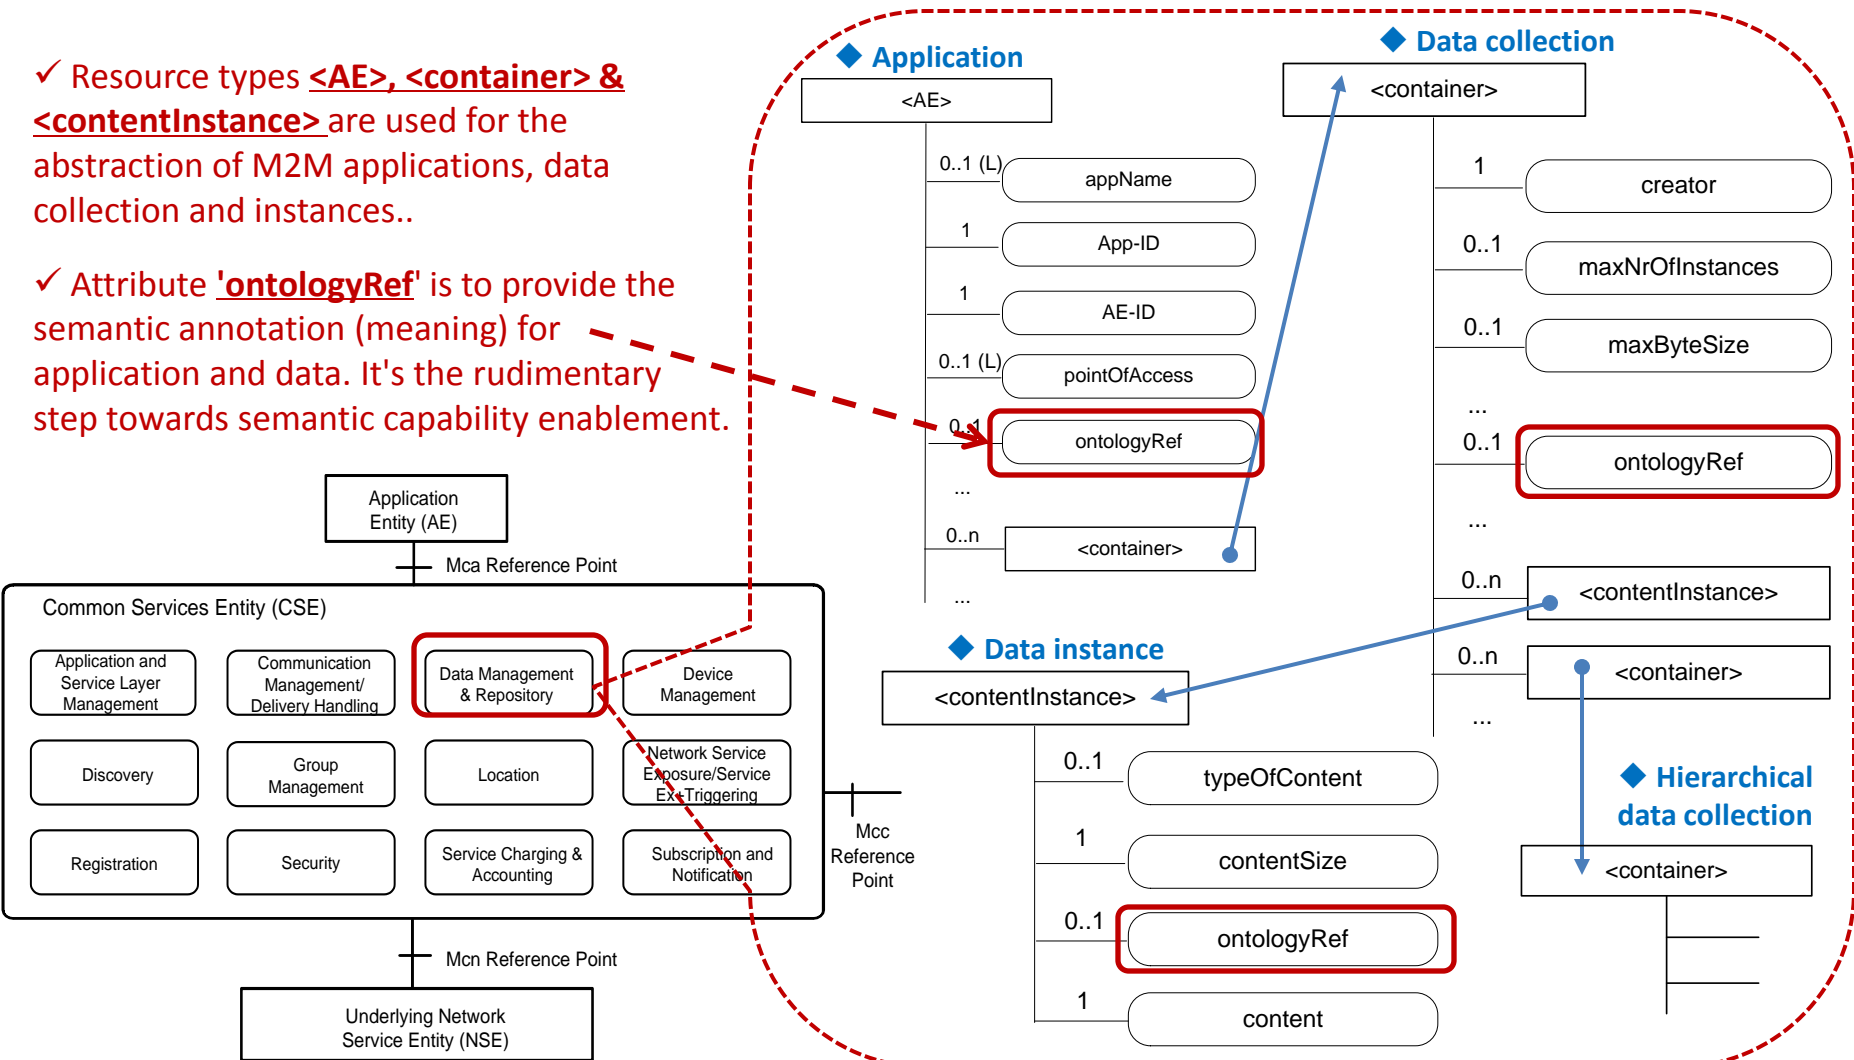 ✓ Resource types <AE>, <container> &
<contentInstance> are used for the
abstraction of M2M applications, data
collection and instances..
✓ Attribute 'ontologyRef' is to provide the
semantic annotation (meaning) for
application and data. It's the rudimentary
step towards semantic capability enablement.
Application
Entity (AE)
Mca Reference Point
Common Services Entity (CSE)
Application and
Service Layer
Management
Communication
Management/
Delivery Handling
Data Management
& Repository
Device
Management
Discovery
Group
Management
Location
Network Service
Exposure/Service
Ex+Triggering
Registration
Security
Service Charging &
Accounting
Subscription and
Notification
Mcc
Reference
Point
Mcn Reference Point
Underlying Network
Service Entity (NSE)
◆ Application
<AE>
0..1 (L)
appName
1
App-ID
1
AE-ID
0..1 (L)
pointOfAccess
0..1
ontologyRef
...
0..n
<container>
...
◆ Data collection
<container>
1
creator
0..1
maxNrOfInstances
0..1
maxByteSize
...
0..1
ontologyRef
...
0..n
<contentInstance>
0..n
<container>
...
◆ Data instance
<contentInstance>
0..1
typeOfContent
1
contentSize
0..1
ontologyRef
1
content
◆ Hierarchical
data collection
<container>